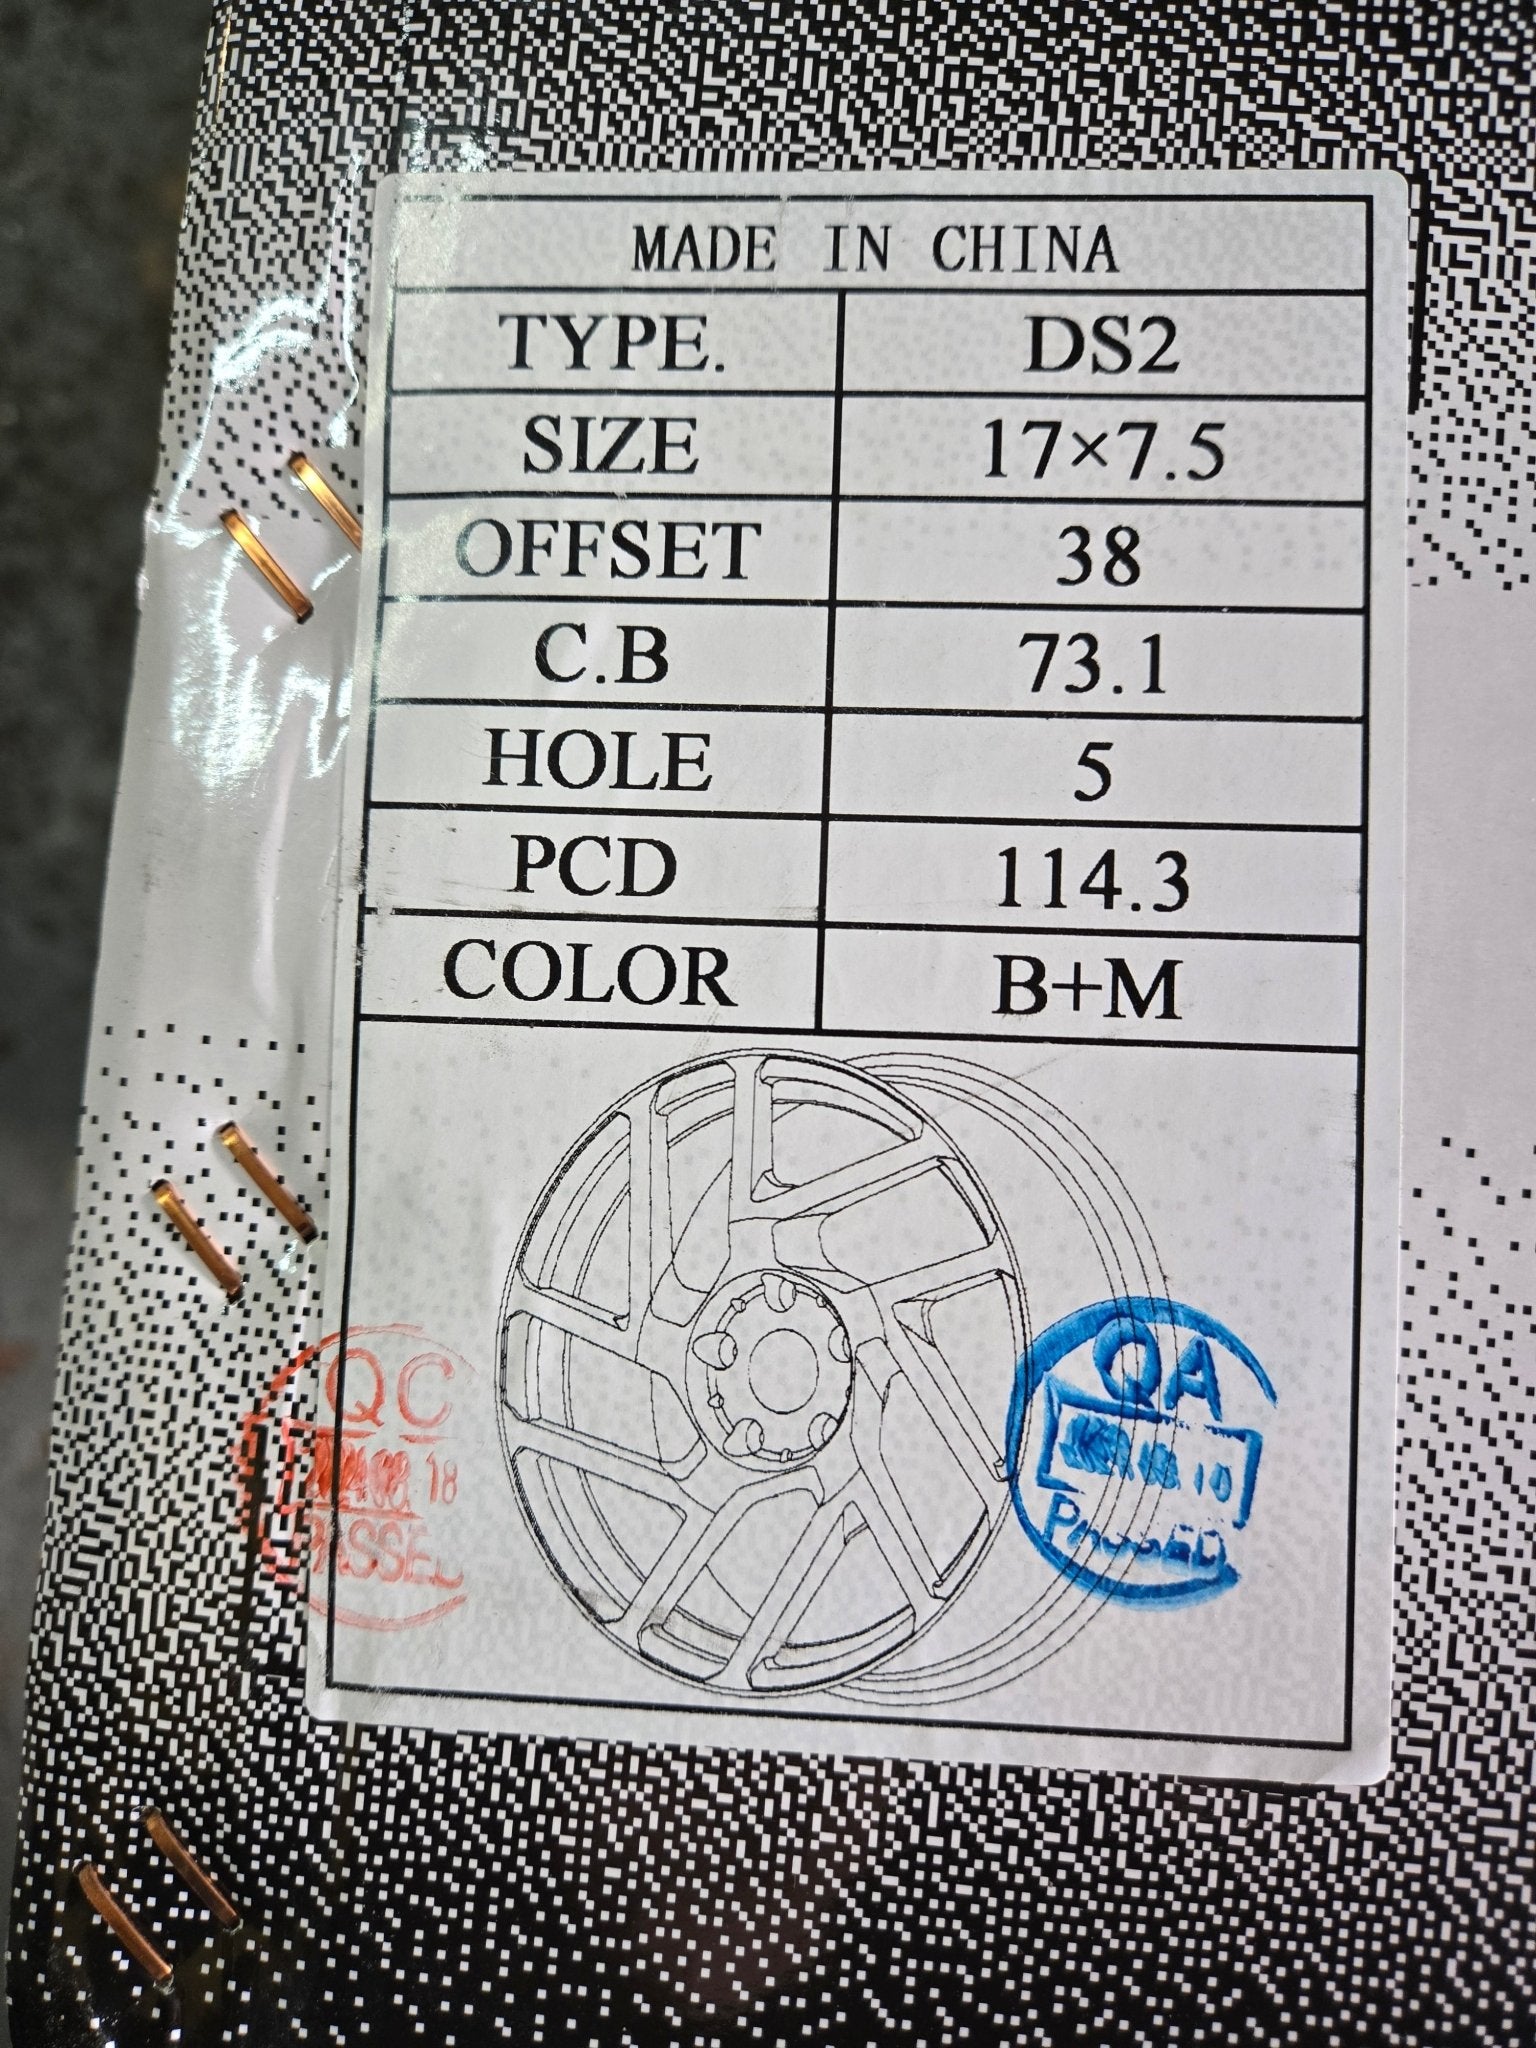 MADE IN CHINA
TYPE. DS2
SIZE 17×7.5
OFFSET 38
C.B 73.1
HOLE 5
PCD 114.3
COLOR B+M
QC
18
PASSED
QA
PASSED